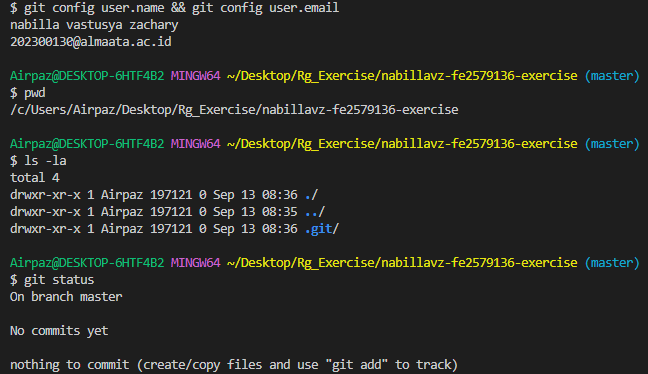 $ git config user.name && git config user.email
nabilla vastusya zachary
202300130@almaata.ac.id
Airpaz@DESKTOP-6HTF4B2 MINGW64 ~/Desktop/Rg_Exercise/nabillavz-fe2579136-exercise (master)
$ pwd
/c/Users/Airpaz/Desktop/Rg_Exercise/nabillavz-fe2579136-exercise
Airpaz@DESKTOP-6HTF4B2 MINGW64 ~/Desktop/Rg_Exercise/nabillavz-fe2579136-exercise (master)
$ ls -la
total 4
drwxr-xr-x 1 Airpaz 197121 0 Sep 13 08:36 ./
drwxr-xr-x 1 Airpaz 197121 0 Sep 13 08:35 ../
drwxr-xr-x 1 Airpaz 197121 0 Sep 13 08:36 .git/
Airpaz@DESKTOP-6HTF4B2 MINGW64 ~/Desktop/Rg_Exercise/nabillavz-fe2579136-exercise (master)
$ git status
On branch master
No commits yet
nothing to commit (create/copy files and use "git add" to track)